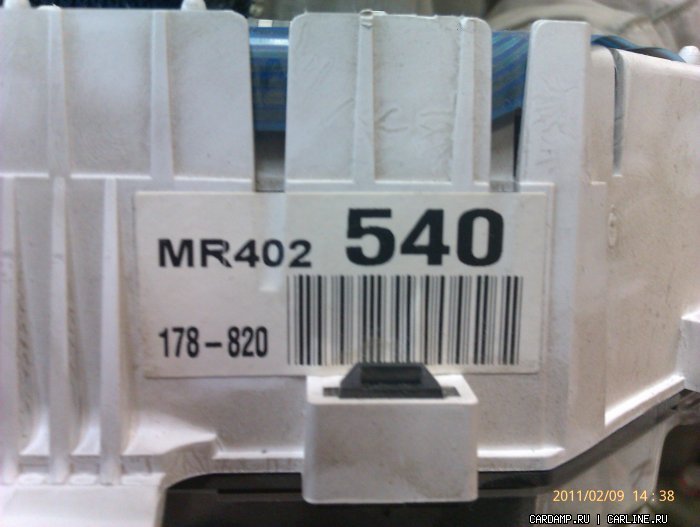 MR402 540
178-820
2011/02/09 14:38
CARDAMP.RU | CARLINE.RU